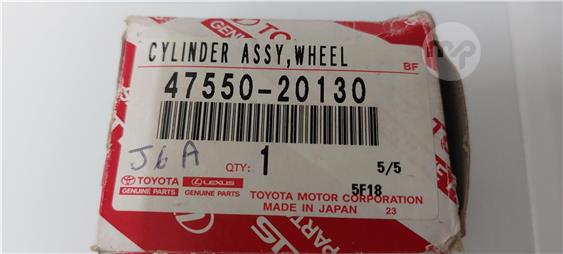 CYLINDER ASSY,WHEEL
BF
47550-20130
J6A
QTY: 1
5/5
TOYOTA
GENUINE PARTS
LEXUS
GENUINE PARTS
5F18
TOYOTA MOTOR CORPORATION
MADE IN JAPAN 23